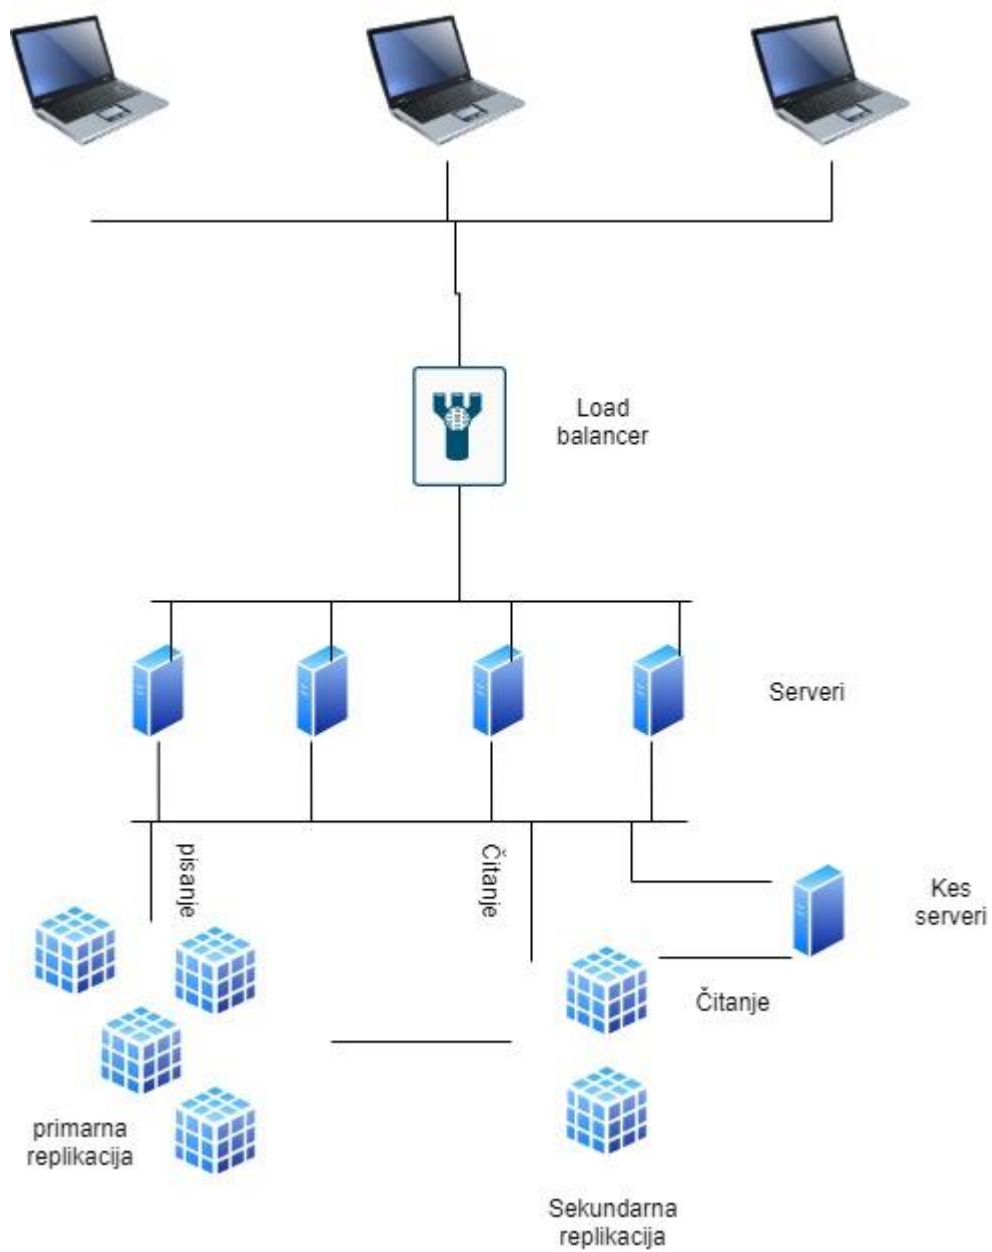 Load
balancer
Serveri
pisanje
Čitanje
Kes
serveri
Čitanje
primarna
replikacija
Sekundarna
replikacija